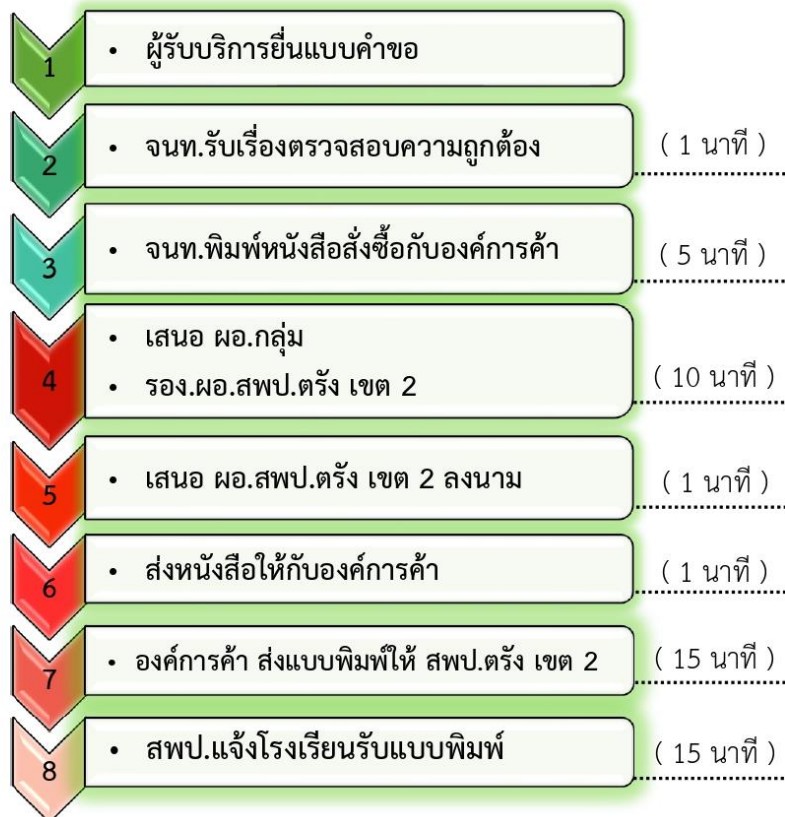 1
• ผู้รับบริการยื่นแบบคำขอ
2
• จนท.รับเรื่องตรวจสอบความถูกต้อง
( 1 นาที )
3
• จนท.พิมพ์หนังสือสั่งซื้อกับองค์การค้า
( 5 นาที )
4
• เสนอ ผอ.กลุ่ม
• รอง.ผอ.สพป.ตรัง เขต 2
( 10 นาที )
5
• เสนอ ผอ.สพป.ตรัง เขต 2 ลงนาม
( 1 นาที )
6
• ส่งหนังสือให้กับองค์การค้า
( 1 นาที )
7
• องค์การค้า ส่งแบบพิมพ์ให้ สพป.ตรัง เขต 2
( 15 นาที )
8
• สพป.แจ้งโรงเรียนรับแบบพิมพ์
( 15 นาที )